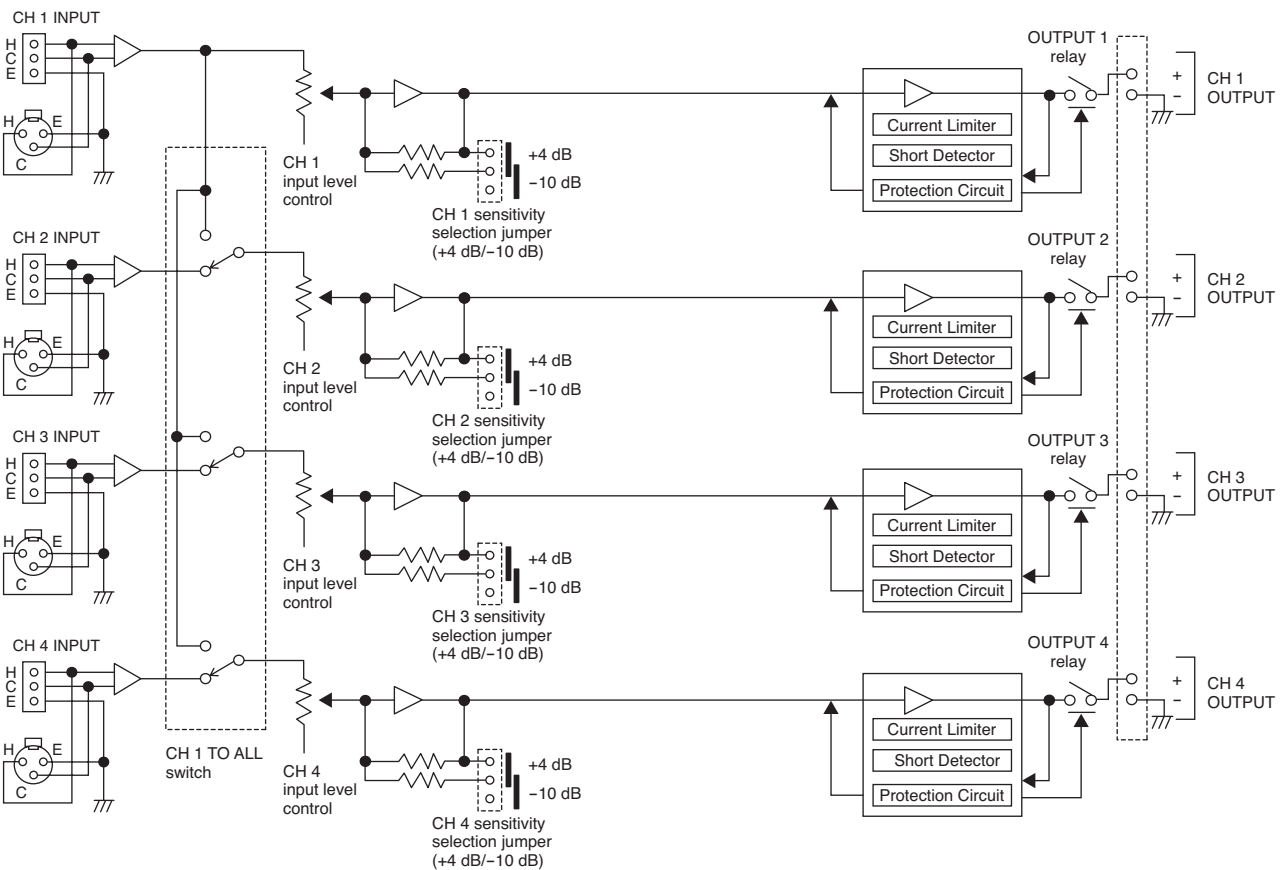 CH 1 INPUT
H
C
E
H
E
C
CH 1
input level
control
+4 dB
−10 dB
CH 1 sensitivity
selection jumper
(+4 dB/−10 dB)
Current Limiter
Short Detector
Protection Circuit
OUTPUT 1
relay
+
−
CH 1
OUTPUT
CH 2 INPUT
H
C
E
H
E
C
CH 2
input level
control
+4 dB
−10 dB
CH 2 sensitivity
selection jumper
(+4 dB/−10 dB)
Current Limiter
Short Detector
Protection Circuit
OUTPUT 2
relay
+
−
CH 2
OUTPUT
CH 3 INPUT
H
C
E
H
E
C
CH 3
input level
control
+4 dB
−10 dB
CH 3 sensitivity
selection jumper
(+4 dB/−10 dB)
Current Limiter
Short Detector
Protection Circuit
OUTPUT 3
relay
+
−
CH 3
OUTPUT
CH 4 INPUT
H
C
E
H
E
C
CH 1 TO ALL
switch
CH 4
input level
control
+4 dB
−10 dB
CH 4 sensitivity
selection jumper
(+4 dB/−10 dB)
Current Limiter
Short Detector
Protection Circuit
OUTPUT 4
relay
+
−
CH 4
OUTPUT